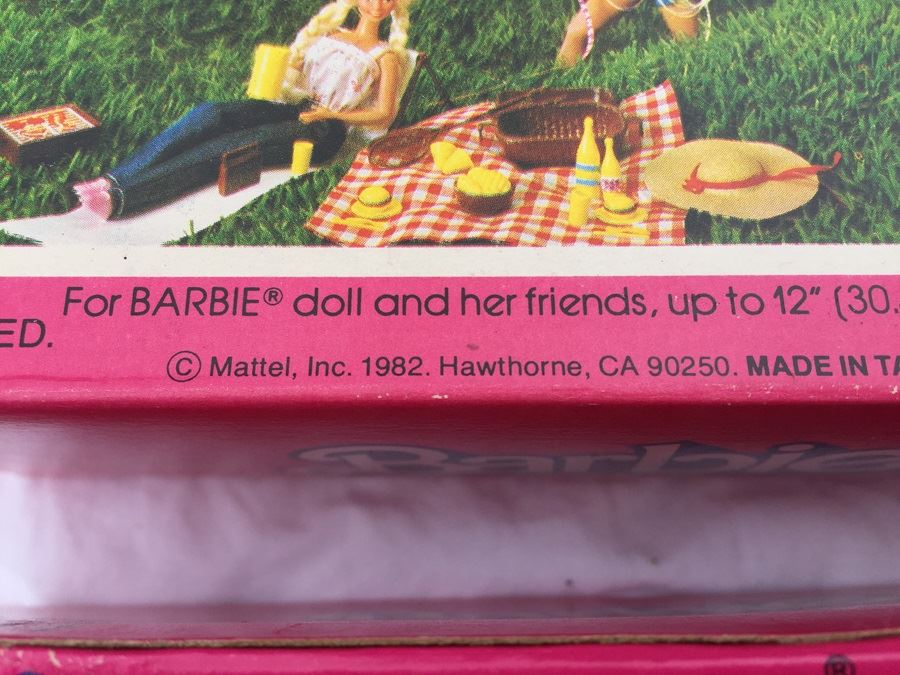 For BARBIE® doll and her friends, up to 12" (30.
ED.
© Mattel, Inc. 1982. Hawthorne, CA 90250. MADE IN TA
Barbie
®